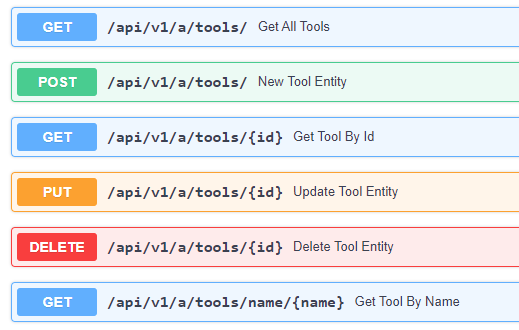 GET /api/v1/a/tools/ Get All Tools
POST /api/v1/a/tools/ New Tool Entity
GET /api/v1/a/tools/{id} Get Tool By Id
PUT /api/v1/a/tools/{id} Update Tool Entity
DELETE /api/v1/a/tools/{id} Delete Tool Entity
GET /api/v1/a/tools/name/{name} Get Tool By Name